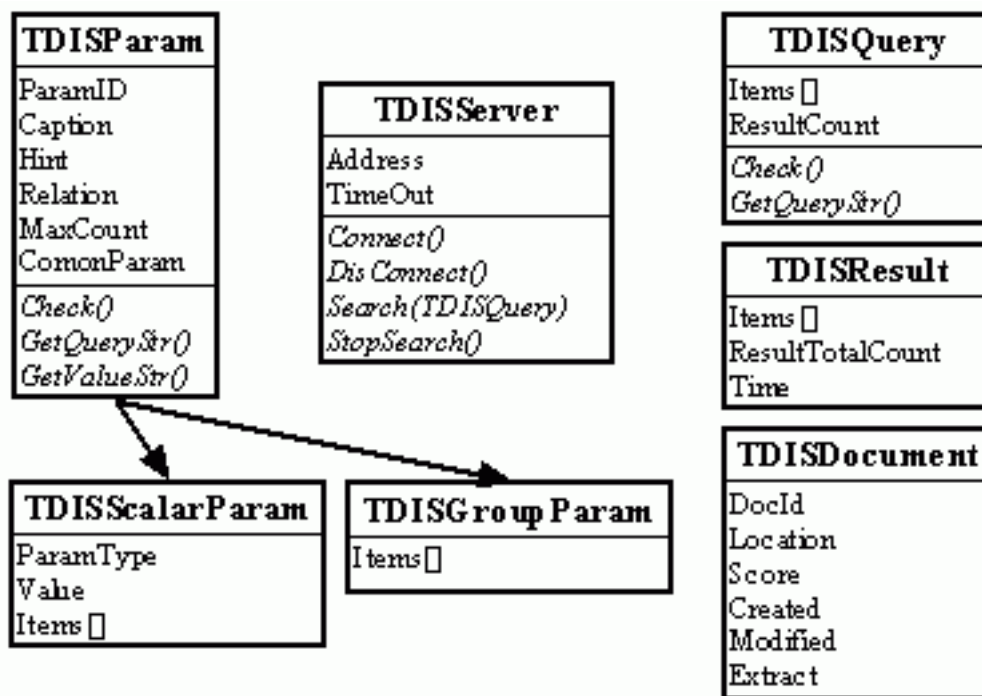 TDISParam
ParamID
Caption
Hint
Relation
MaxCount
ComonParam
Check()
GetQueryStr()
GetValueStr()
TDISServer
Address
TimeOut
Connect()
DisConnect()
Search(TDISQuery)
StopSearch()
TDISQuery
Items []
ResultCount
Check()
GetQueryStr()
TDISResult
Items []
ResultTotalCount
Time
TDISScalarParam
ParamType
Value
Items []
TDISGroupParam
Items []
TDISDocument
DocId
Location
Score
Created
Modified
Extract